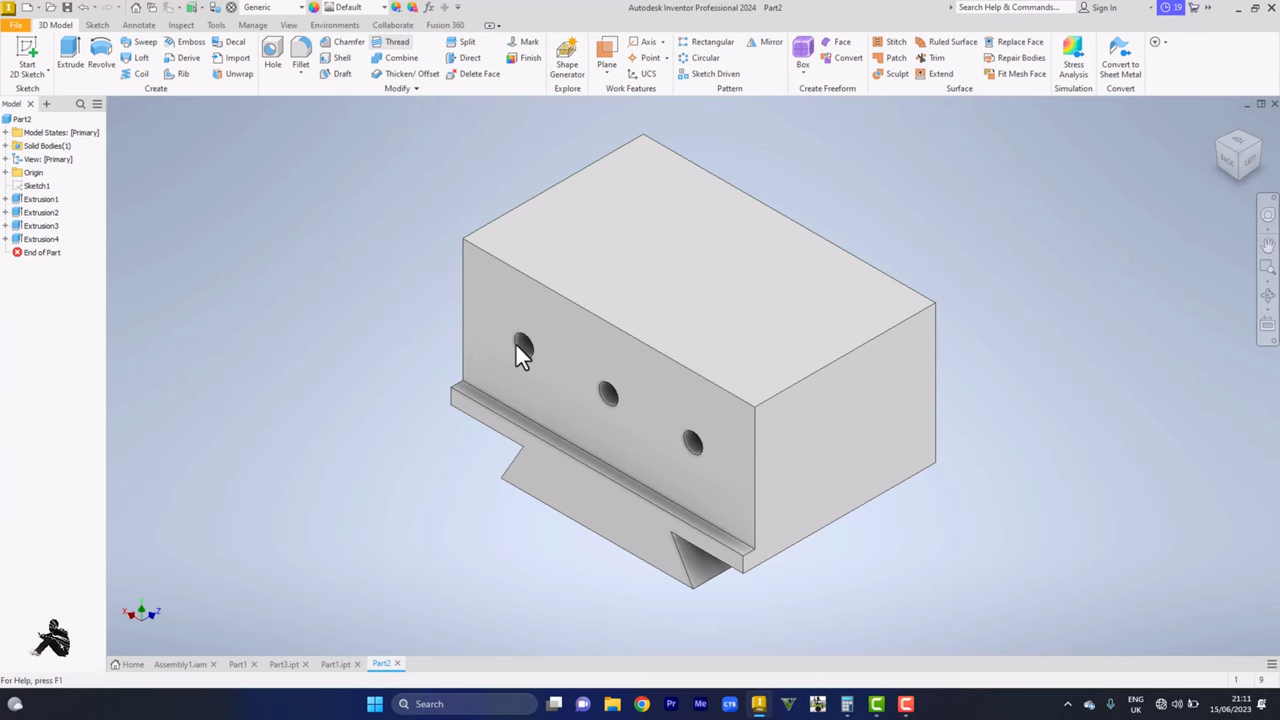 Generic
Default
Autodesk Inventor Professional 2024 Part2
Search Help & Commands...
Sign In
19
File
3D Model
Sketch
Annotate
Inspect
Tools
Manage
View
Environments
Collaborate
Fusion 360
Start
2D Sketch
Sketch
Extrude
Revolve
Sweep
Loft
Coil
Emboss
Derive
Rib
Decal
Import
Unwrap
Create
Hole
Fillet
Chamfer
Shell
Draft
Thread
Combine
Thicken/ Offset
Split
Direct
Delete Face
Modify
Mark
Finish
Shape
Generator
Explore
Plane
Axis
Point
UCS
Work Features
Rectangular
Circular
Sketch Driven
Mirror
Pattern
Box
Face
Convert
Create Freeform
Stitch
Patch
Sculpt
Ruled Surface
Trim
Extend
Replace Face
Repair Bodies
Fit Mesh Face
Surface
Stress
Analysis
Simulation
Convert to
Sheet Metal
Convert
Model
Part2
Model States: [Primary]
Solid Bodies(1)
View: [Primary]
Origin
Sketch1
Extrusion1
Extrusion2
Extrusion3
Extrusion4
End of Part
BACK
LEFT
X
Z
Home
Assembly1.iam
Part1
Part3.ipt
Part1.ipt
Part2
For Help, press F1
1
9
Search
Pr
Me
CTB
ENG
UK
21:11
15/06/2023